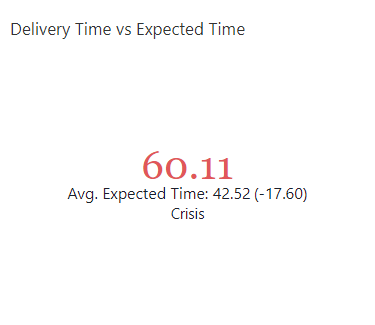 Delivery Time vs Expected Time
60.11
Avg. Expected Time: 42.52 (-17.60)
Crisis